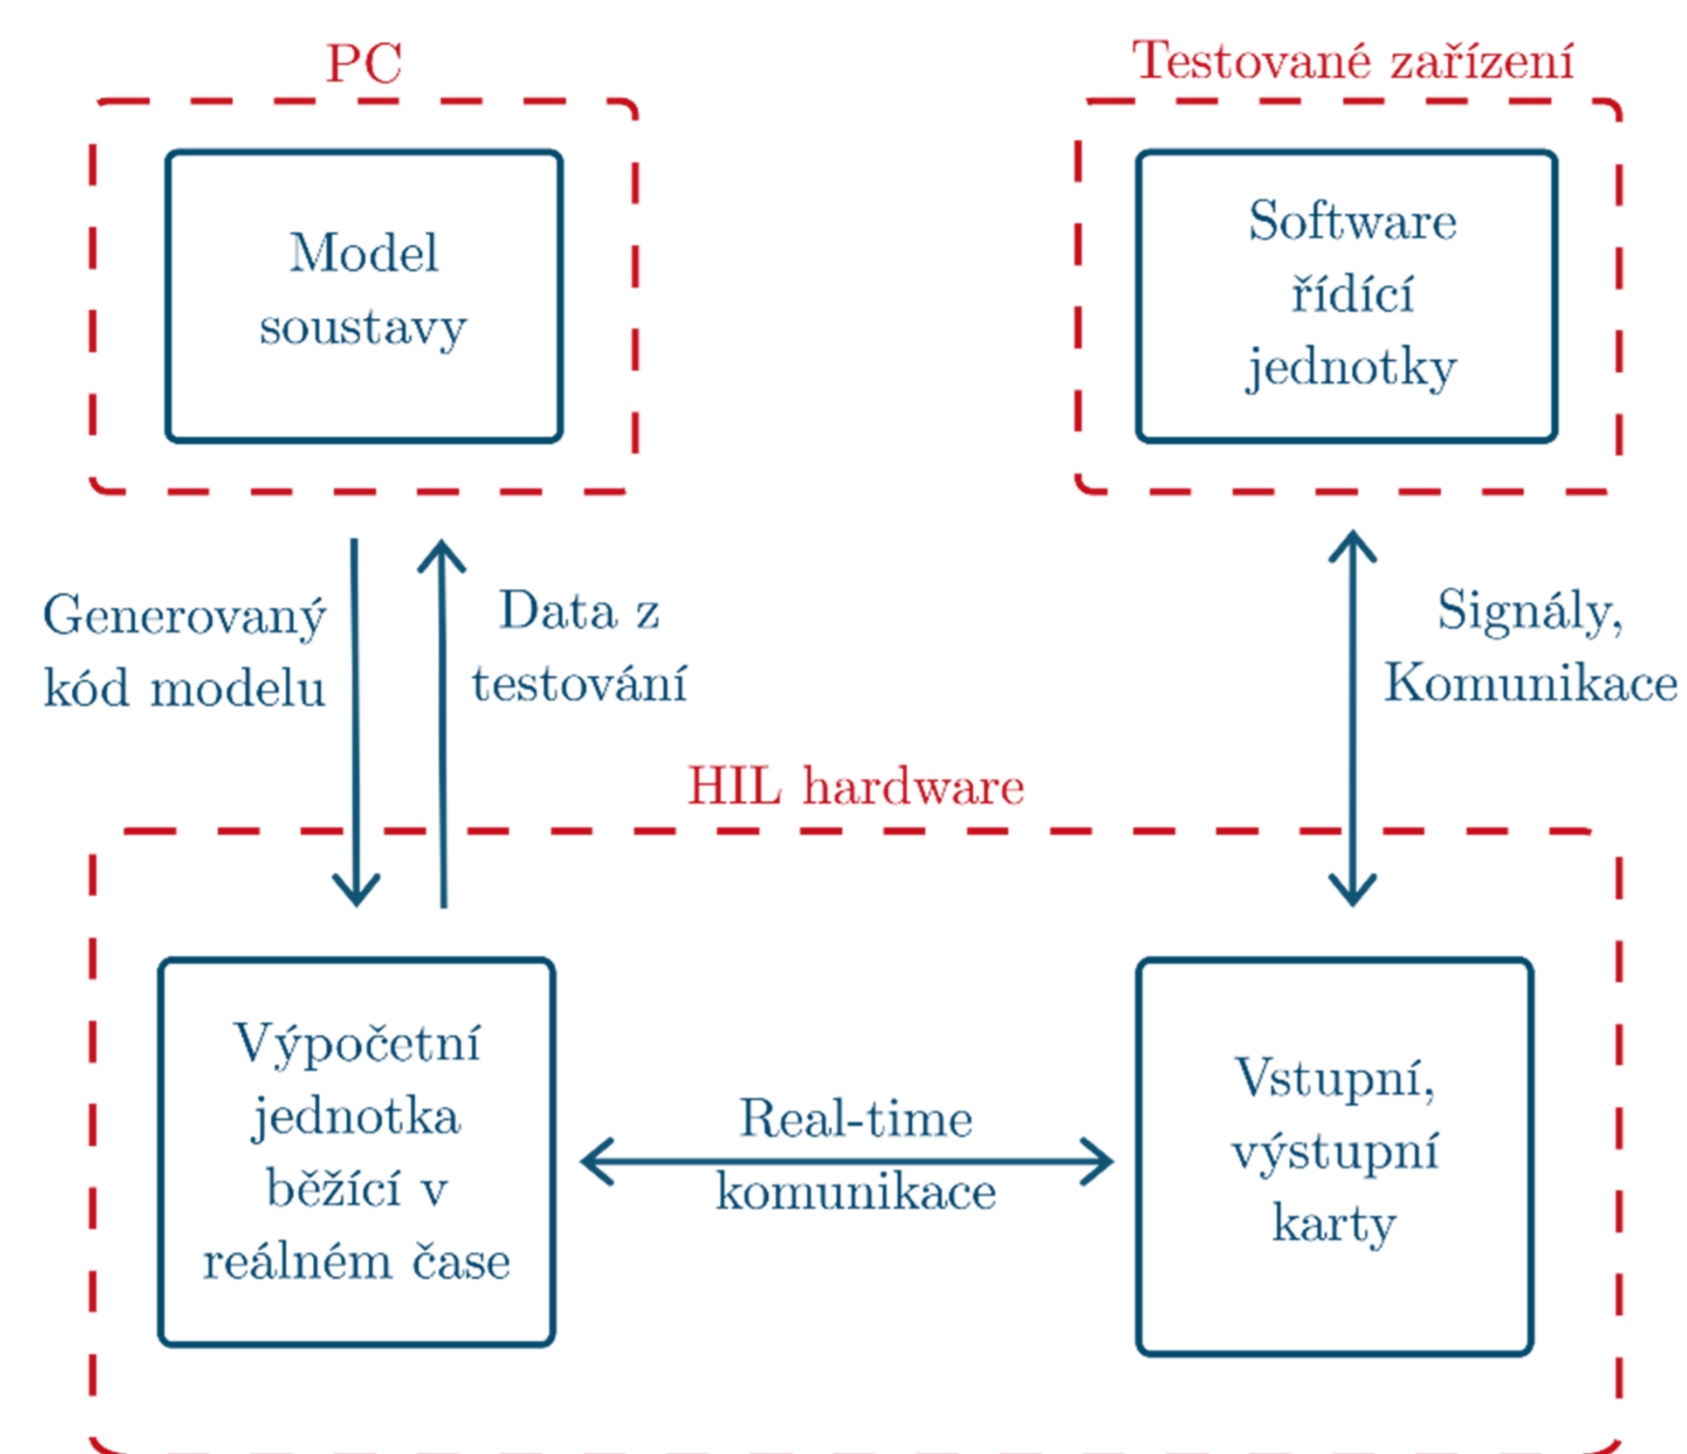 PC
Model
soustavy
Testované zařízení
Software
řídící
jednotky
Generovaný
kód modelu
Data z
testování
Signály,
Komunikace
HIL hardware
Výpočetní
jednotka
běžící v
reálném čase
Real-time
komunikace
Vstupní,
výstupní
karty